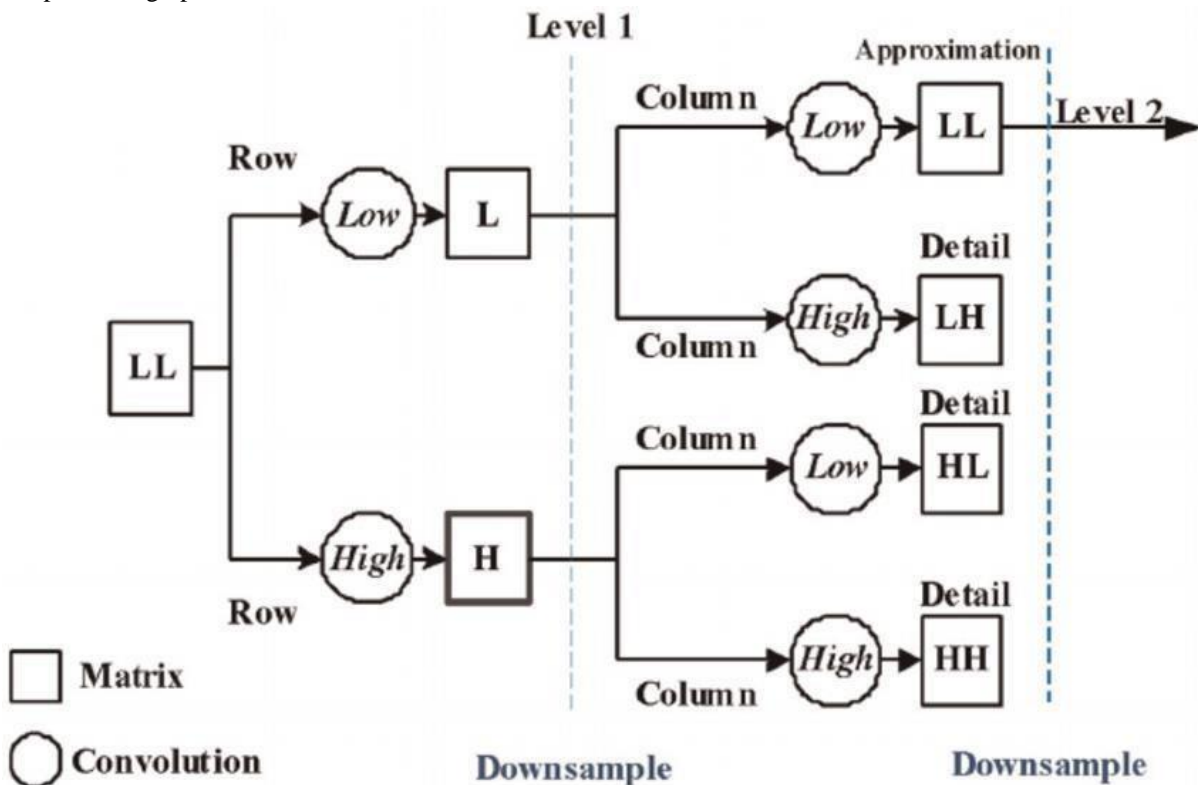 Level 1
Approximation
Column
Low
LL
Level 2
Row
Low
L
Detail
High
LH
Column
LL
Detail
Column
Low
HL
High
H
Row
Detail
High
HH
Column
Matrix
Convolution
Downsample
Downsample